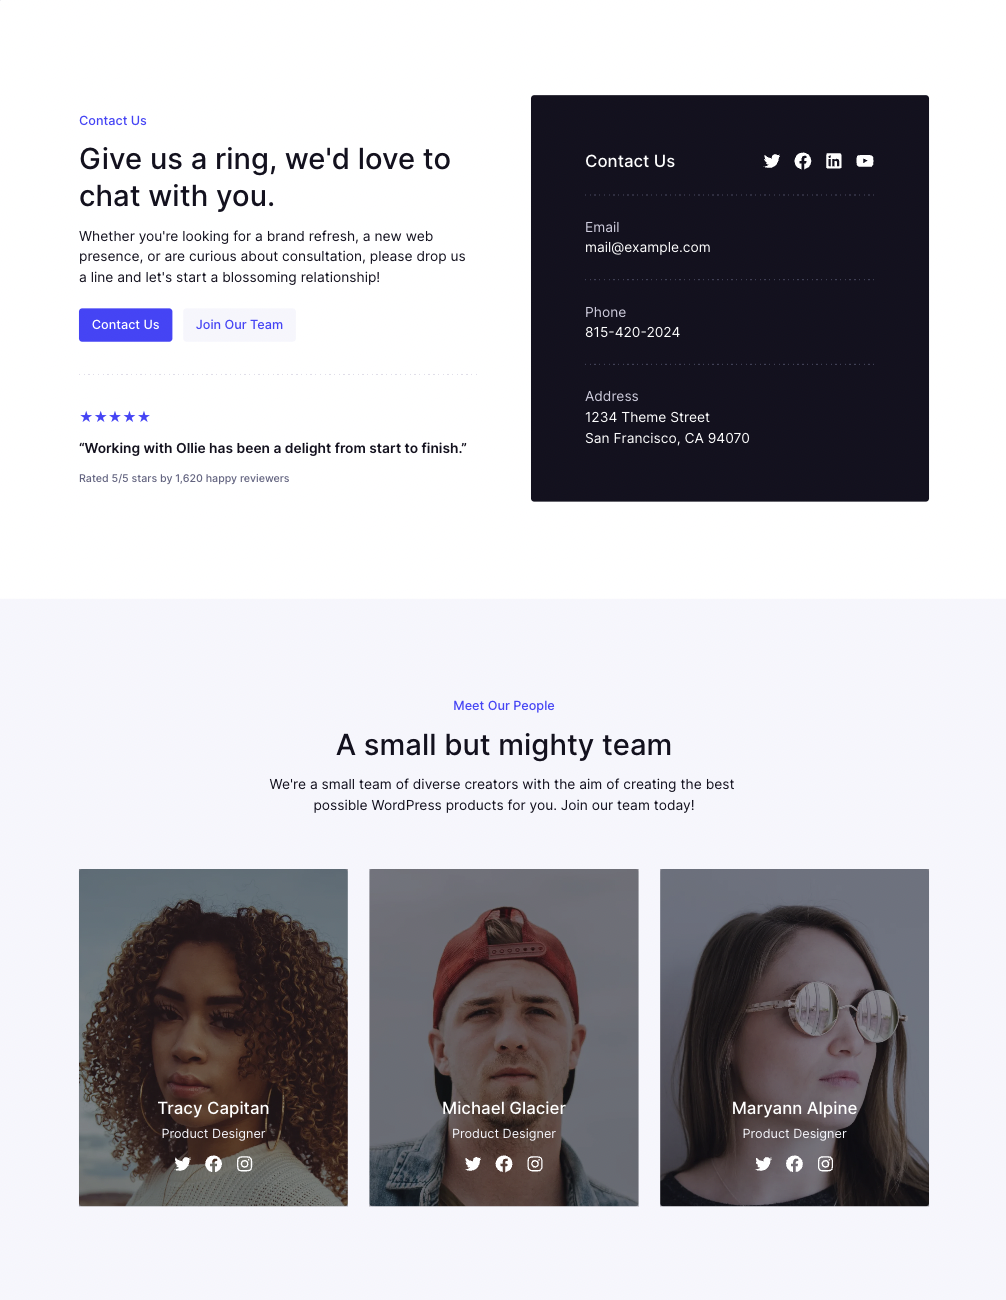 Contact Us
Give us a ring, we'd love to
chat with you.
Whether you're looking for a brand refresh, a new web
presence, or are curious about consultation, please drop us
a line and let's start a blossoming relationship!
Contact Us
Join Our Team
★★★★★
“Working with Ollie has been a delight from start to finish.”
Rated 5/5 stars by 1,620 happy reviewers
Contact Us
Email
mail@example.com
Phone
815-420-2024
Address
1234 Theme Street
San Francisco, CA 94070
Meet Our People
A small but mighty team
We're a small team of diverse creators with the aim of creating the best
possible WordPress products for you. Join our team today!
Tracy Capitan
Product Designer
Michael Glacier
Product Designer
Maryann Alpine
Product Designer